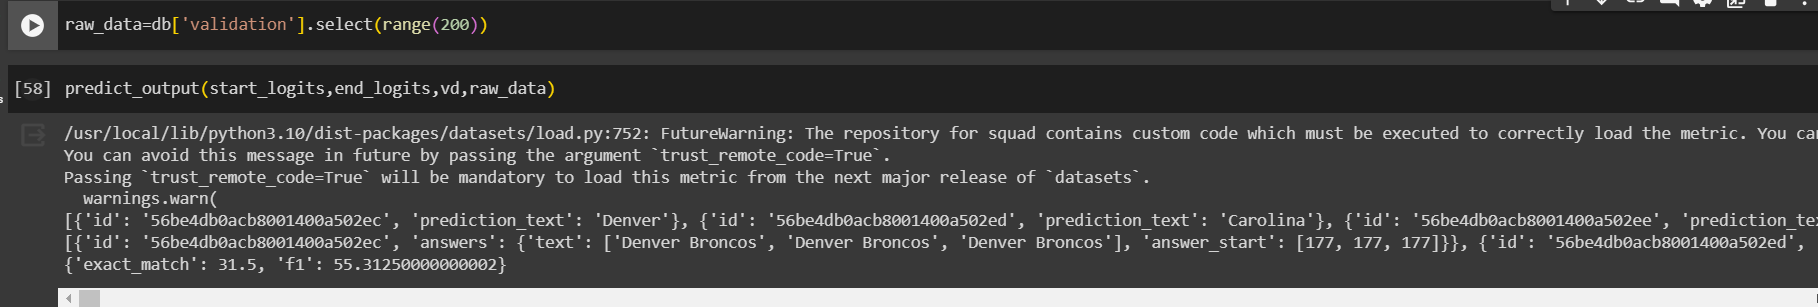 raw_data=db['validation'].select(range(200))
[58] predict_output(start_logits,end_logits,vd,raw_data)
/usr/local/lib/python3.10/dist-packages/datasets/load.py:752: FutureWarning: The repository for squad contains custom code which must be executed to correctly load the metric. You
You can avoid this message in future by passing the argument `trust_remote_code=True`.
Passing `trust_remote_code=True` will be mandatory to load this metric from the next major release of `datasets`.
warnings.warn(
[{'id': '56be4db0acb8001400a502ec', 'prediction_text': 'Denver'}, {'id': '56be4db0acb8001400a502ed', 'prediction_text': 'Carolina'}, {'id': '56be4db0acb8001400a502ee',
[{'id': '56be4db0acb8001400a502ec', 'answers': {'text': ['Denver Broncos', 'Denver Broncos', 'Denver Broncos'], 'answer_start': [177, 177, 177]}}, {'id': '56be4db0acb8001400a502ed',
{'exact_match': 31.5, 'f1': 55.31250000000002}